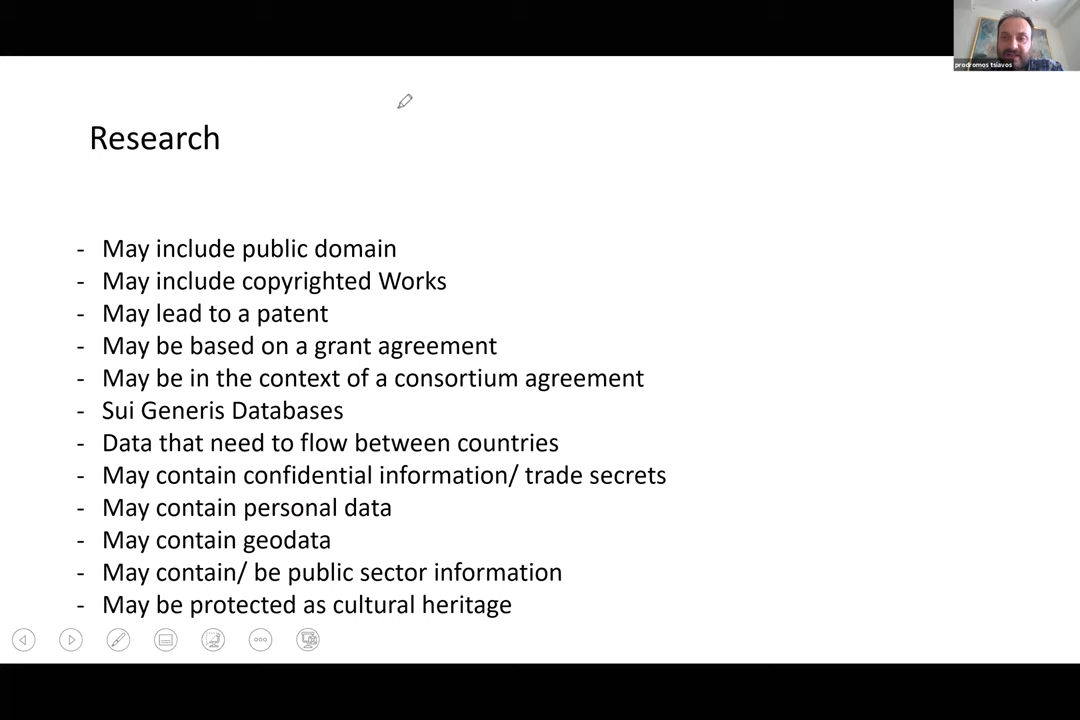 prodromos tsiavos
Research
- May include public domain
- May include copyrighted Works
- May lead to a patent
- May be based on a grant agreement
- May be in the context of a consortium agreement
- Sui Generis Databases
- Data that need to flow between countries
- May contain confidential information/ trade secrets
- May contain personal data
- May contain geodata
- May contain/ be public sector information
- May be protected as cultural heritage